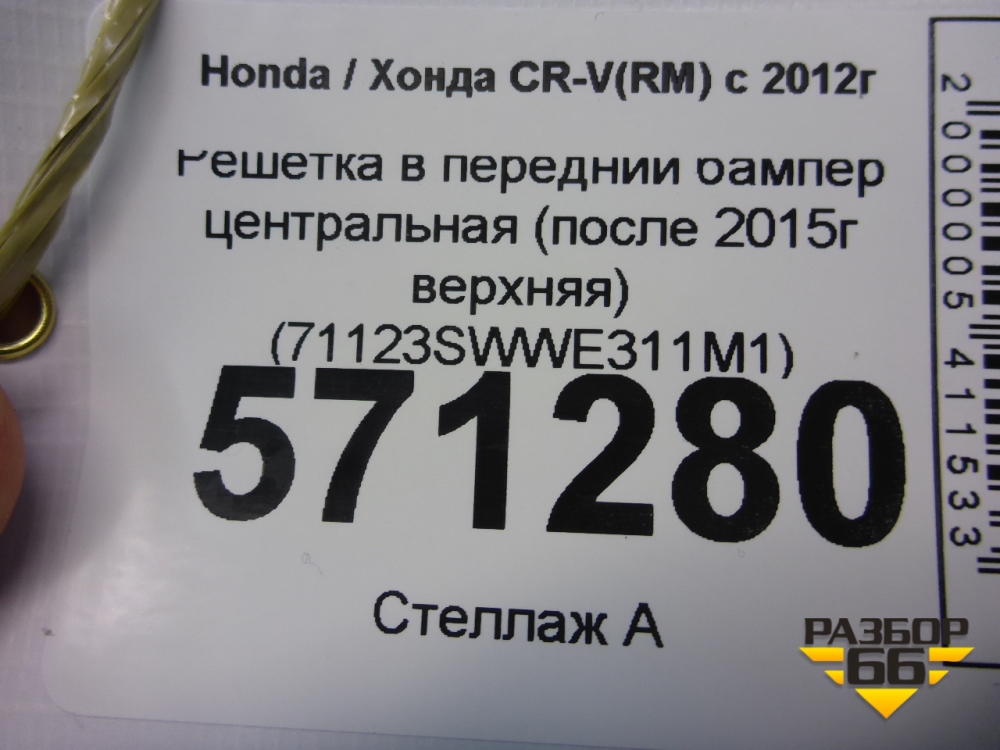 Honda / Хонда CR-V(RM) с 2012г
Решетка в передний бампер
центральная (после 2015г
верхняя)
(71123SWWE311M1)
571280
Стеллаж А
2000005411533
РАЗБОР
66